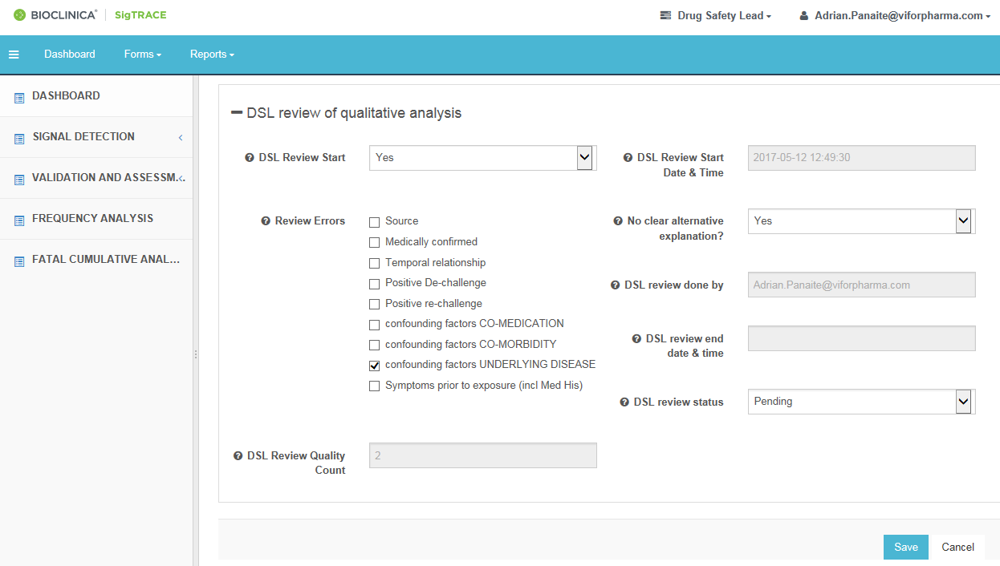 BIOCLINICA® SigTRACE
Drug Safety Lead
Adrian.Panaite@viforpharma.com
Dashboard Forms Reports
DASHBOARD
SIGNAL DETECTION
VALIDATION AND ASSESSM...
FREQUENCY ANALYSIS
FATAL CUMULATIVE ANAL...
DSL review of qualitative analysis
DSL Review Start
Yes
DSL Review Start
Date & Time
2017-05-12 12:49:30
Review Errors
Source
Medically confirmed
Temporal relationship
Positive De-challenge
Positive re-challenge
confounding factors CO-MEDICATION
confounding factors CO-MORBIDITY
confounding factors UNDERLYING DISEASE
Symptoms prior to exposure (incl Med His)
No clear alternative
explanation?
Yes
DSL review done by
Adrian.Panaite@viforpharma.com
DSL review end
date & time
DSL review status
Pending
DSL Review Quality
Count
2
Save
Cancel